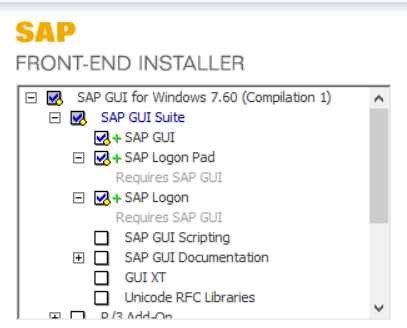 SAP
FRONT-END INSTALLER
SAP GUI for Windows 7.60 (Compilation 1)
SAP GUI Suite
SAP GUI
SAP Logon Pad
Requires SAP GUI
SAP Logon
Requires SAP GUI
SAP GUI Scripting
SAP GUI Documentation
GUI XT
Unicode RFC Libraries
R/3 Add-On